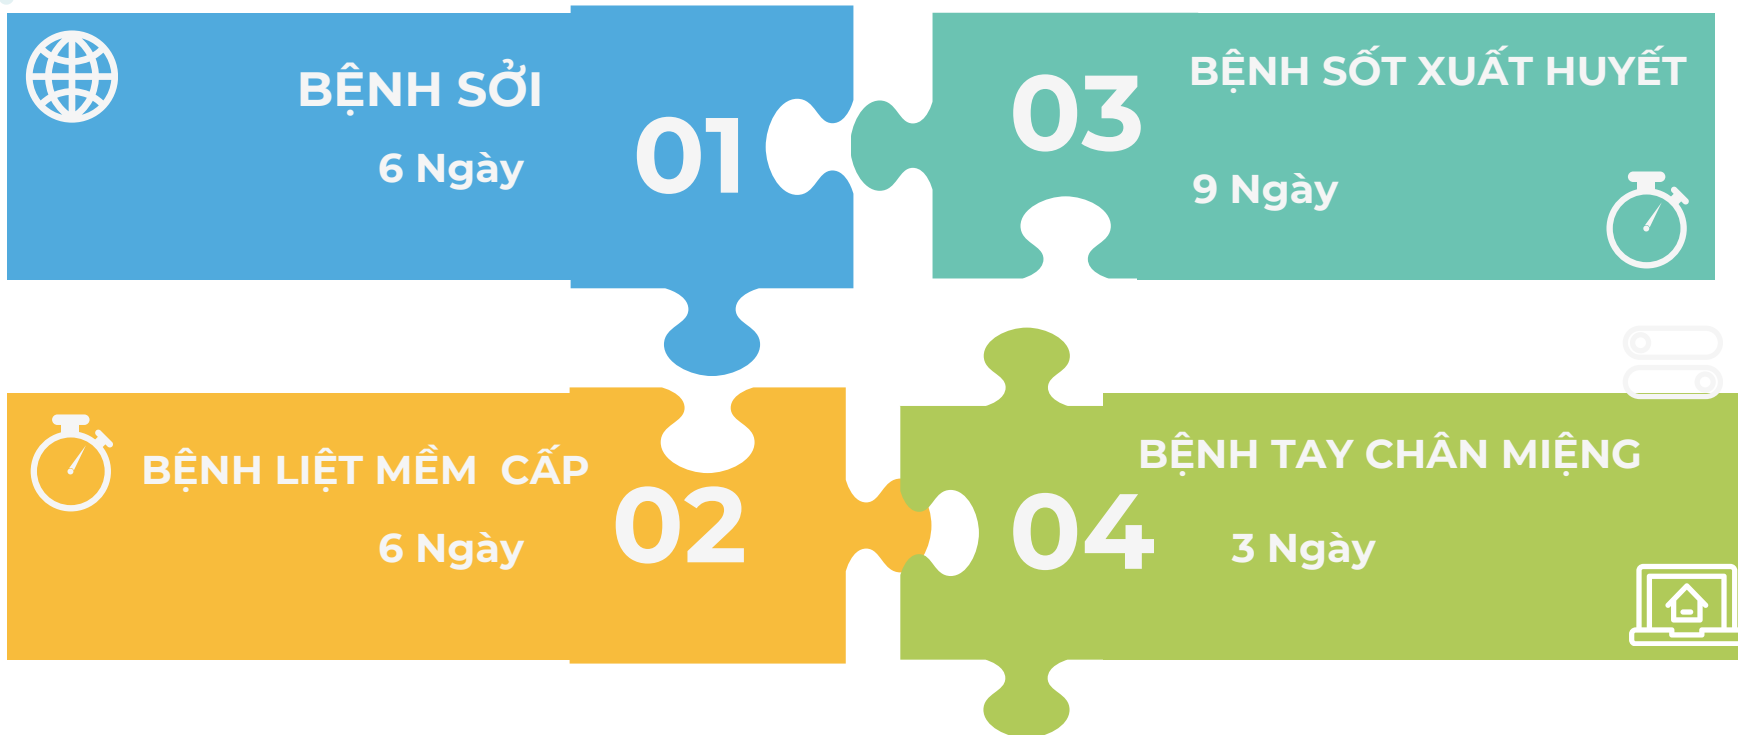 BỆNH SỞI
6 Ngày
01
BỆNH LIỆT MỀM CẤP
6 Ngày
02
BỆNH SỐT XUẤT HUYẾT
03
9 Ngày
BỆNH TAY CHÂN MIỆNG
04
3 Ngày